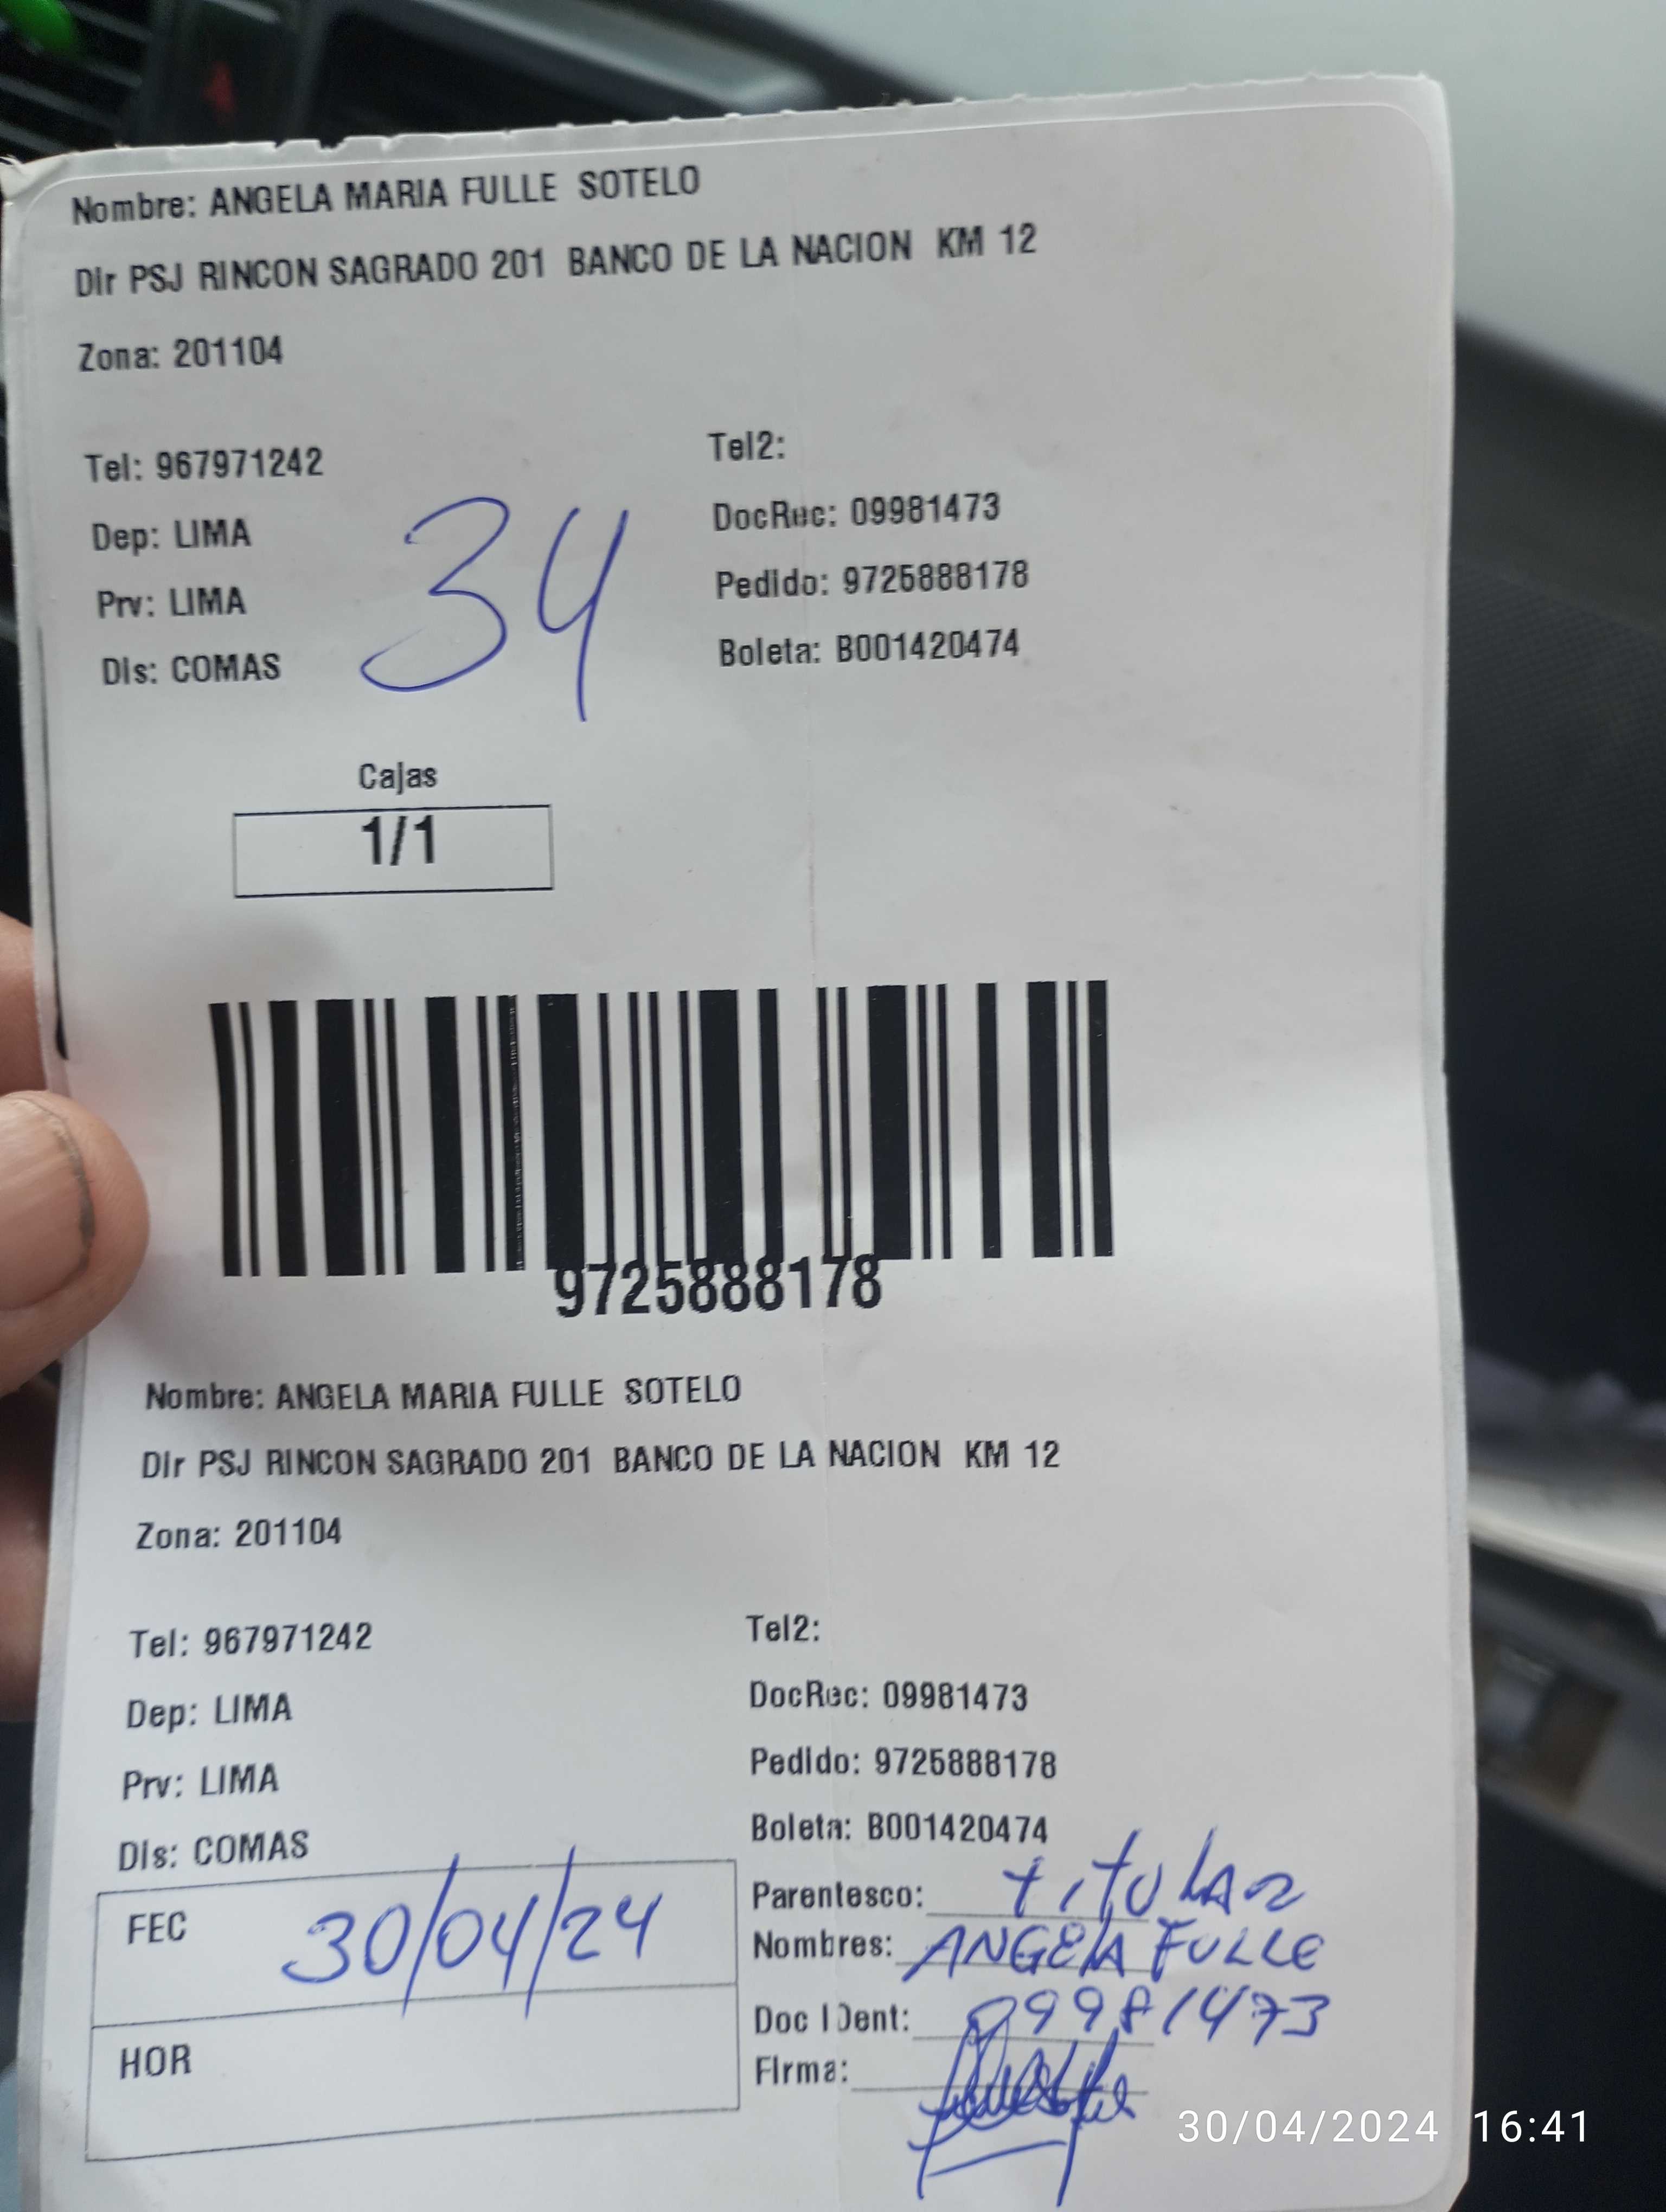 Nombre: ANGELA MARIA FULLE SOTELO
Dir PSJ RINCON SAGRADO 201 BANCO DE LA NACION KM 12
Zona: 201104
Tel: 967971242
Tel2:
Dep: LIMA
DocRec: 09981473
Prv: LIMA
Pedido: 9725888178
Dis: COMAS
Boleta: B001420474
34
Cajas
1/1
9725888178
Nombre: ANGELA MARIA FULLE SOTELO
Dir PSJ RINCON SAGRADO 201 BANCO DE LA NACION KM 12
Zona: 201104
Tel: 967971242
Tel2:
Dep: LIMA
DocRec: 09981473
Prv: LIMA
Pedido: 9725888178
Dis: COMAS
Boleta: B001420474
FEC 30/04/24
HOR
Parentesco: TITULAR
Nombres: ANGELA FULLE
Doc IDent: 09981473
Firma:
30/04/2024 16:41